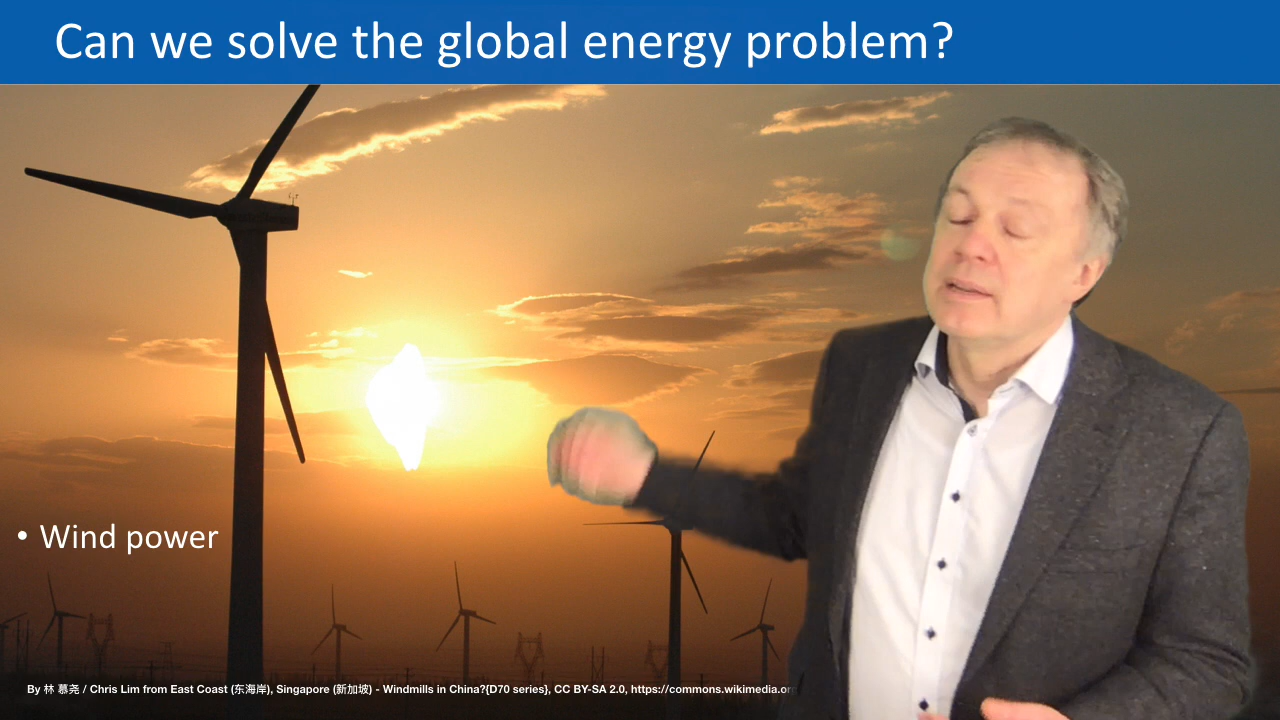 Can we solve the global energy problem?
• Wind power
By 林 慕尧 / Chris Lim from East Coast (东海岸), Singapore (新加坡) - Windmills in China?{D70 series}, CC BY-SA 2.0, https://commons.wikimedia.or